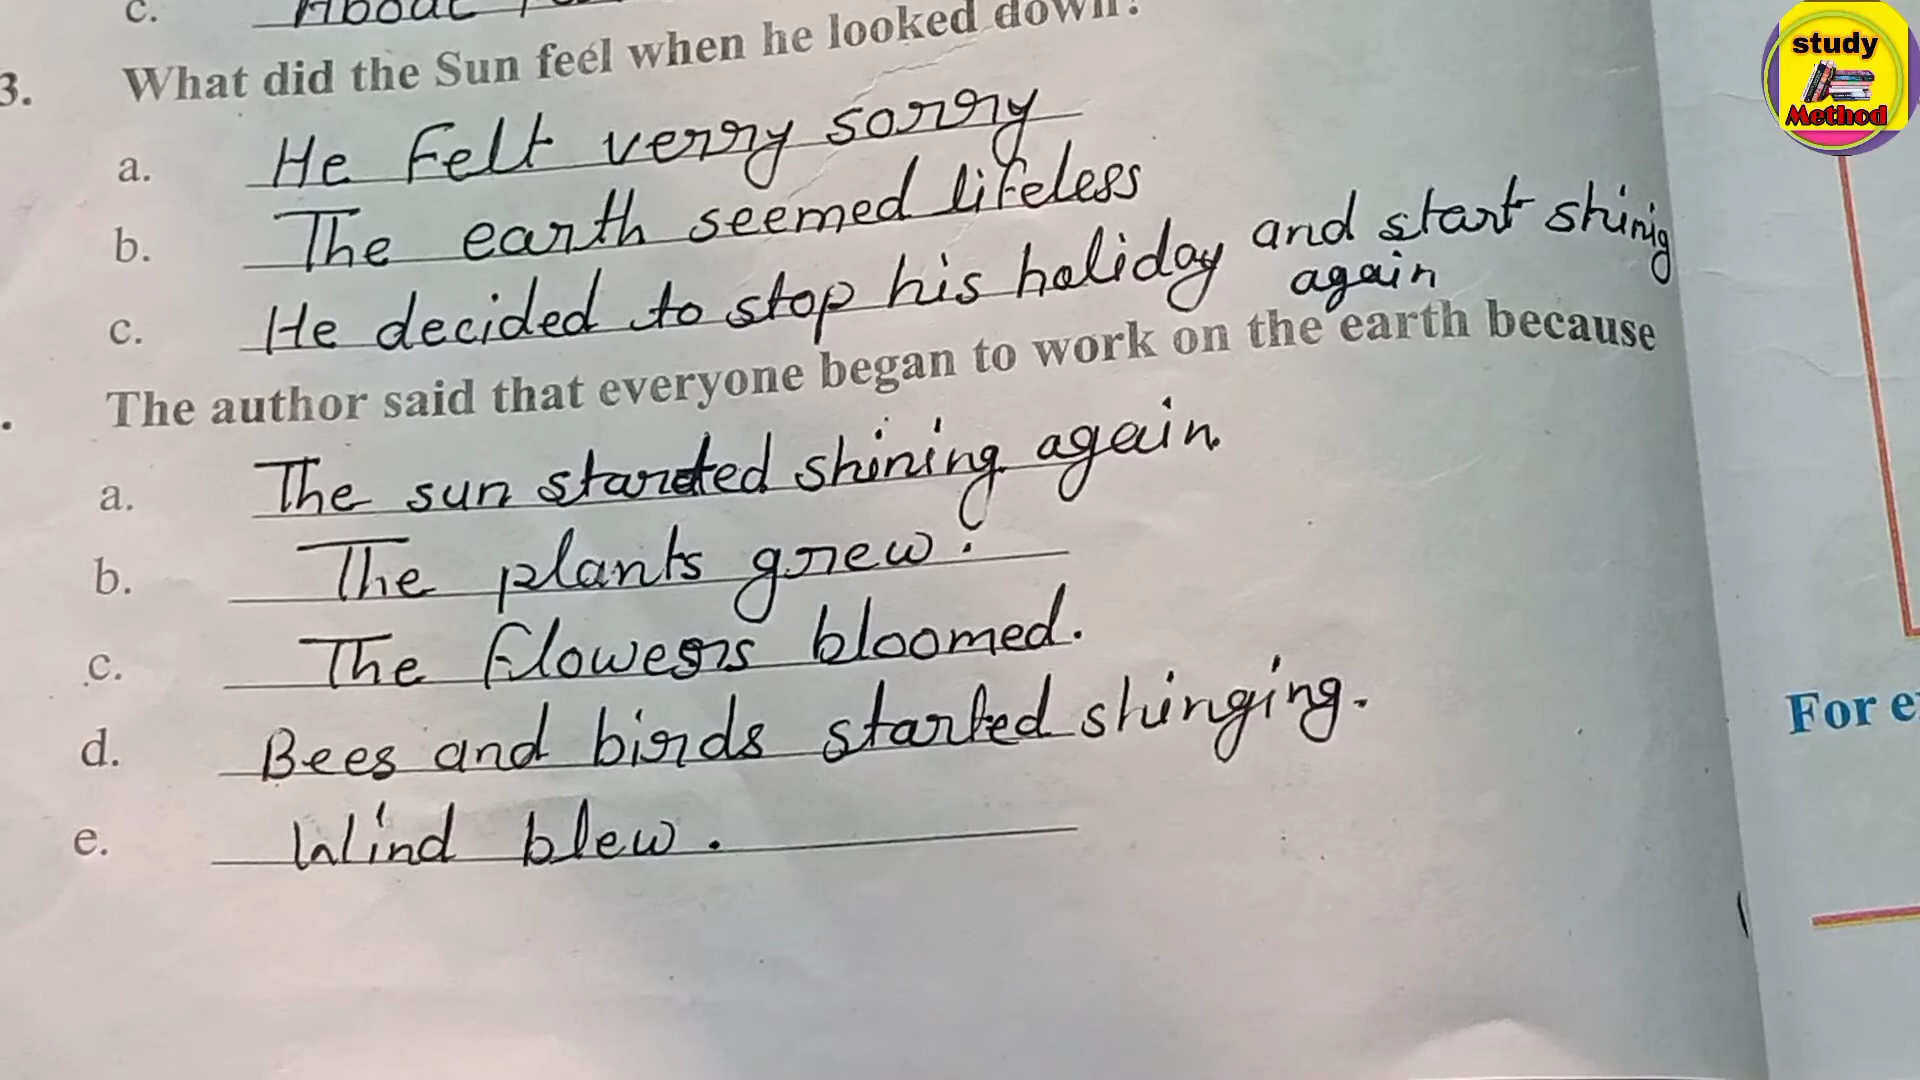 c. About
3. What did the Sun feel when he looked down?
a. He Felt verry sorry
b. The earth seemed lifeless
c. He decided to stop his holiday and start shinig
again
. The author said that everyone began to work on the earth because
a. The sun started shining again.
b. The plants grew.
c. The flowers bloomed.
d. Bees and birds started shinging.
e. Wind blew.
study
Method
For e